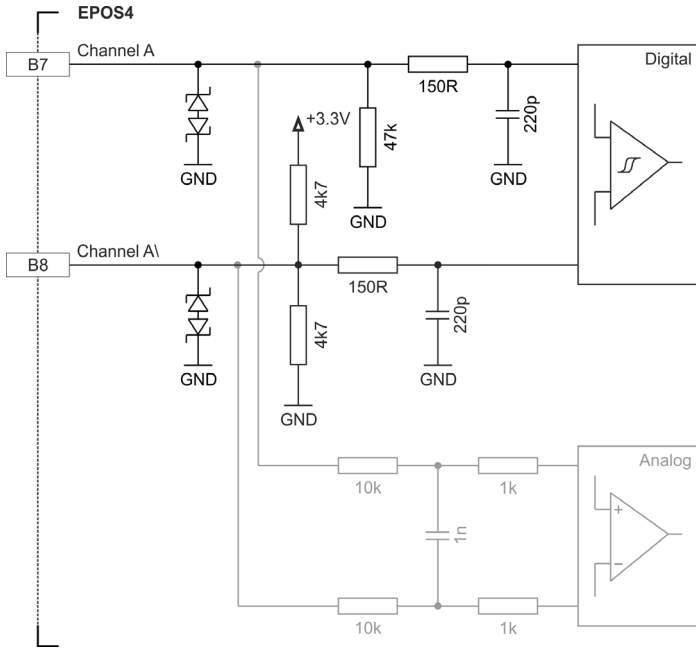 EPOS4
B7
Channel A
150R
220p
Digital
GND
+3.3V
4k7
47k
GND
GND
B8
Channel A\
150R
220p
GND
4k7
GND
GND
10k
1k
Analog
1n
+
−
10k
1k